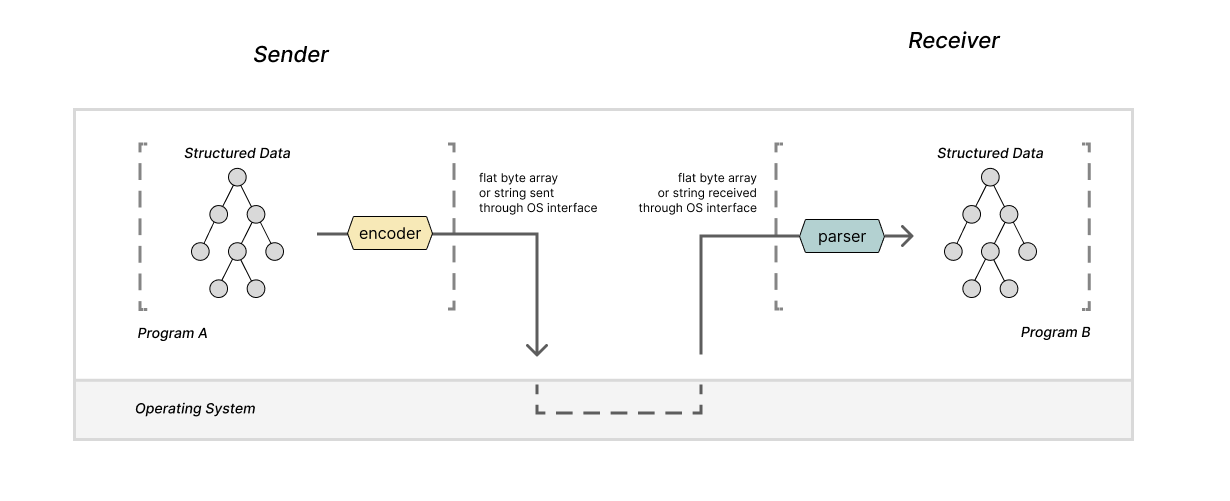 Sender
Receiver
Structured Data
flat byte array
or string sent
through OS interface
encoder
Program A
flat byte array
or string received
through OS interface
parser
Structured Data
Program B
Operating System